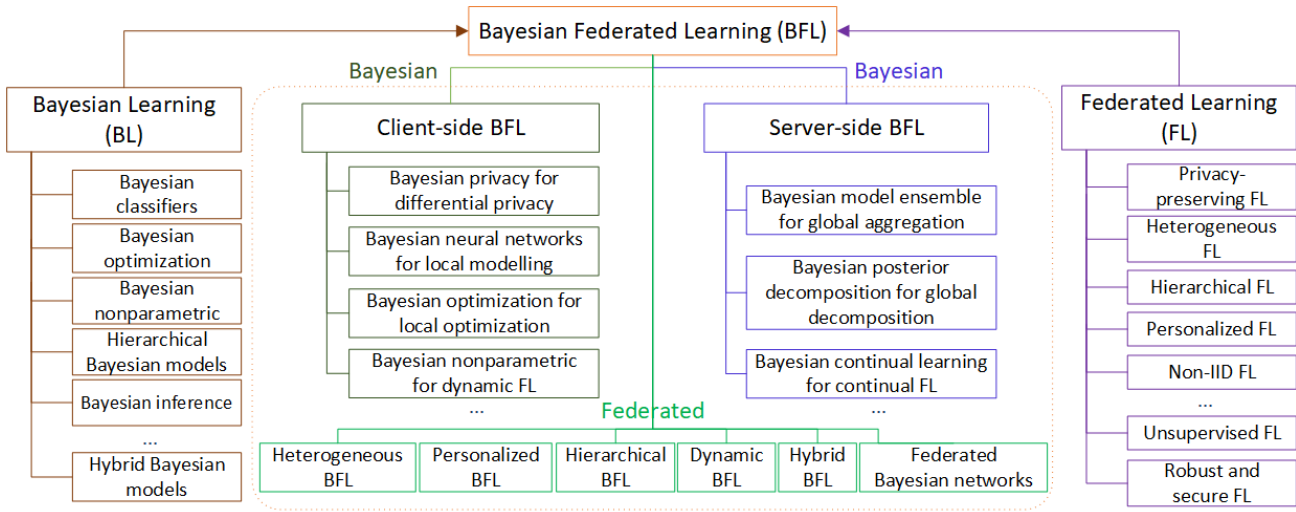 Bayesian Federated Learning (BFL)
Bayesian
Bayesian
Bayesian Learning
(BL)
Bayesian
classifiers
Bayesian
optimization
Bayesian
nonparametric
Hierarchical
Bayesian models
Bayesian inference
...
Hybrid Bayesian
models
Client-side BFL
Bayesian privacy for
differential privacy
Bayesian neural networks
for local modelling
Bayesian optimization for
local optimization
Bayesian nonparametric
for dynamic FL
...
Server-side BFL
Bayesian model ensemble
for global aggregation
Bayesian posterior
decomposition for global
decomposition
Bayesian continual learning
for continual FL
...
Federated
Heterogeneous
BFL
Personalized
BFL
Hierarchical
BFL
Dynamic
BFL
Hybrid
BFL
Federated
Bayesian networks
Federated Learning
(FL)
Privacy-
preserving FL
Heterogeneous
FL
Hierarchical FL
Personalized FL
Non-IID FL
...
Unsupervised FL
Robust and
secure FL